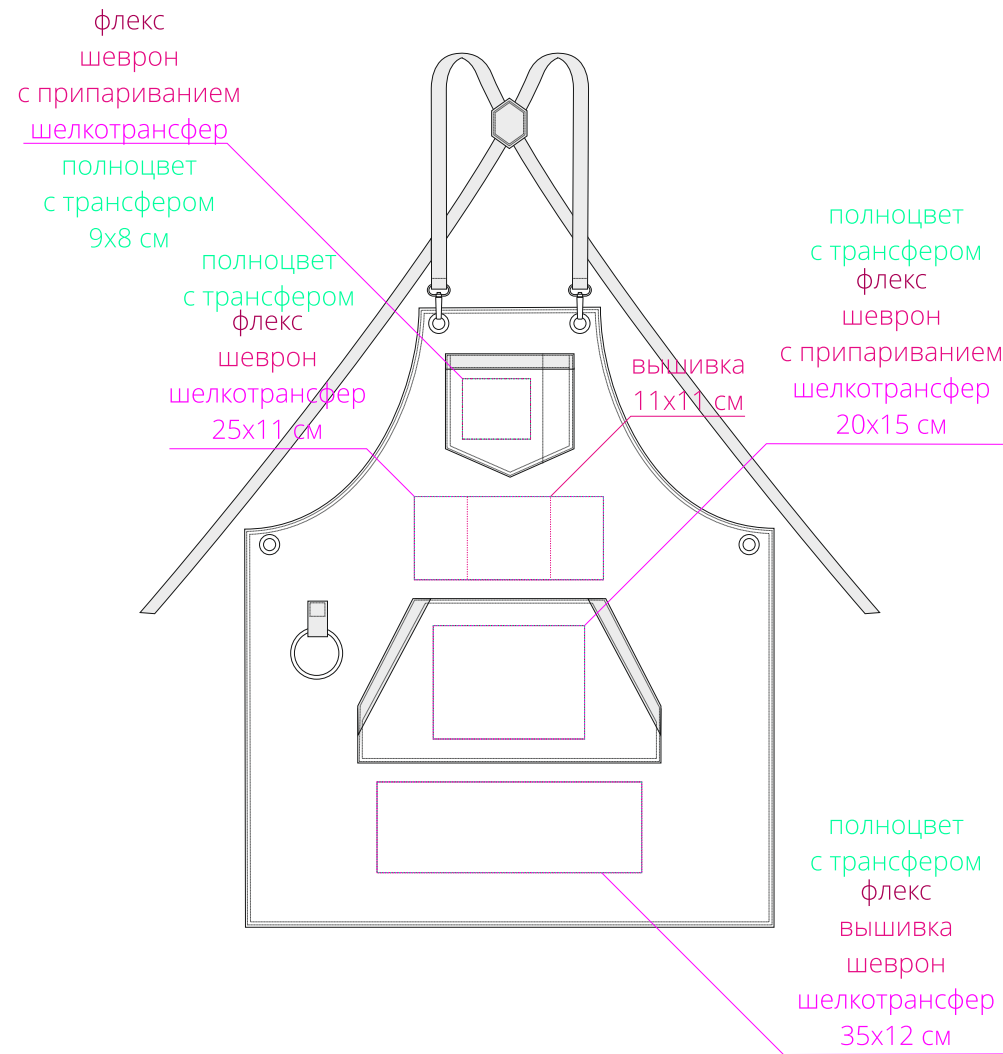 флекс
шеврон
с припариванием
шелкотрансфер
полноцвет
с трансфером
9х8 см
полноцвет
с трансфером
флекс
шеврон
шелкотрансфер
25х11 см
вышивка
11х11 см
полноцвет
с трансфером
флекс
шеврон
с припариванием
шелкотрансфер
20х15 см
полноцвет
с трансфером
флекс
вышивка
шеврон
шелкотрансфер
35х12 см